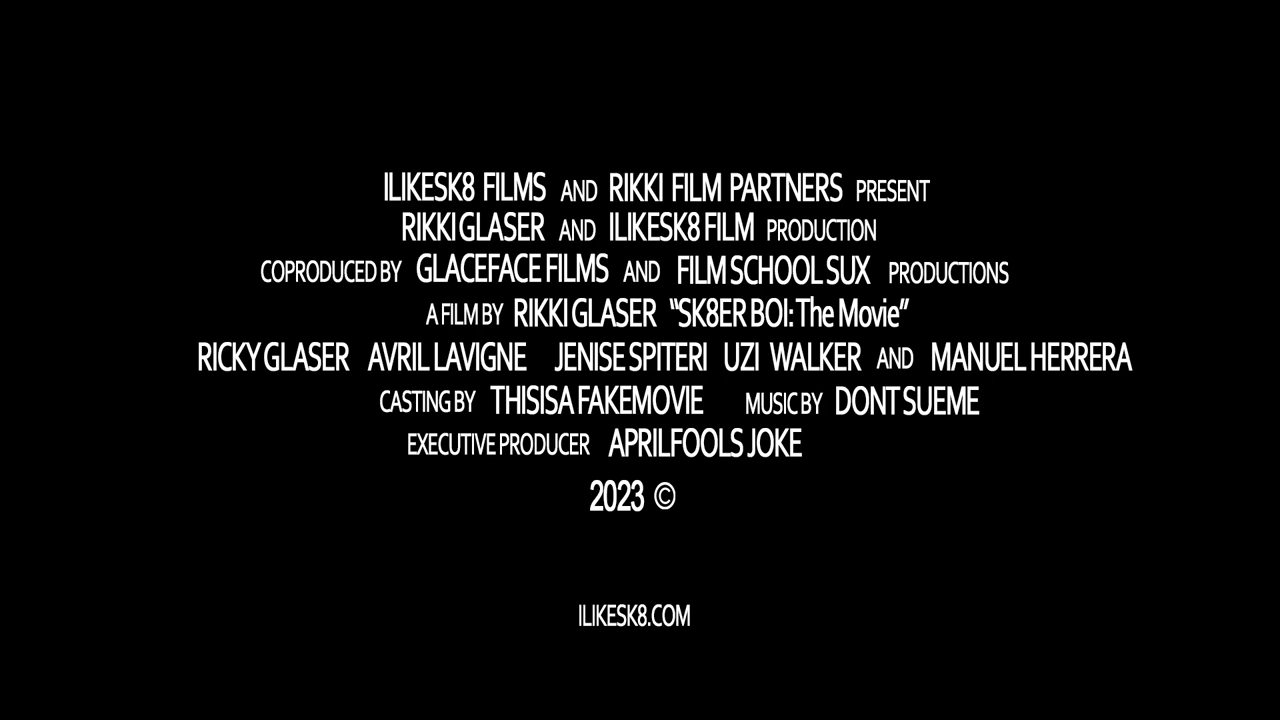 ILIKESK8 FILMS AND RIKKI FILM PARTNERS PRESENT
RIKKI GLASER AND ILIKESK8 FILM PRODUCTION
COPRODUCED BY GLACEFACE FILMS AND FILM SCHOOL SUX PRODUCTIONS
A FILM BY RIKKI GLASER “SK8ER BOI: The Movie”
RICKY GLASER AVRIL LAVIGNE JENISE SPITERI UZI WALKER AND MANUEL HERRERA
CASTING BY THISISA FAKEMOVIE MUSIC BY DONT SUEME
EXECUTIVE PRODUCER APRILFOOLS JOKE
2023 ©
ILIKESK8.COM